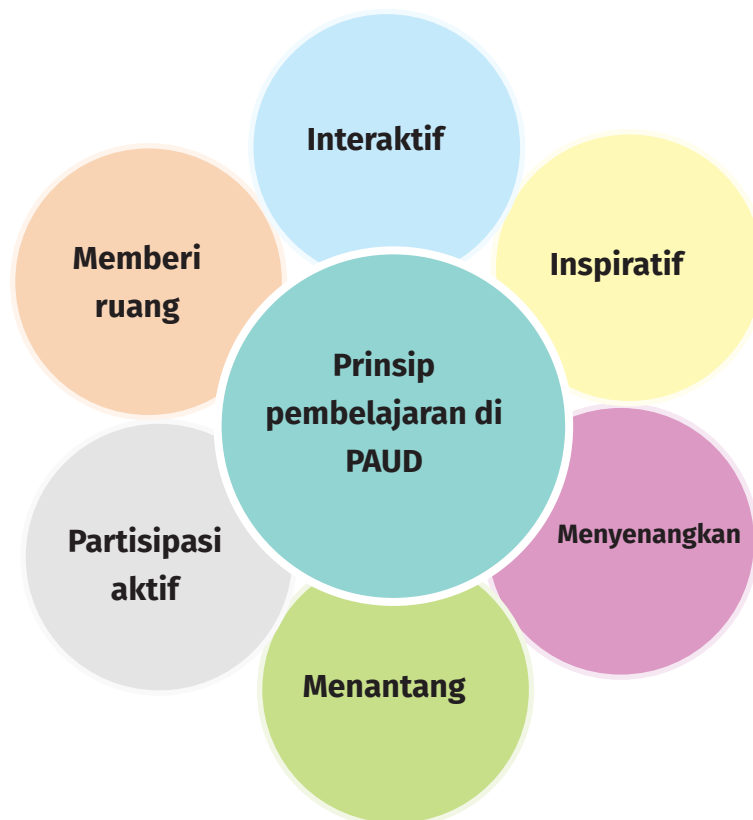 Interaktif
Memberi
ruang
Inspiratif
Prinsip
pembelajaran di
PAUD
Partisipasi
aktif
Menyenangkan
Menantang